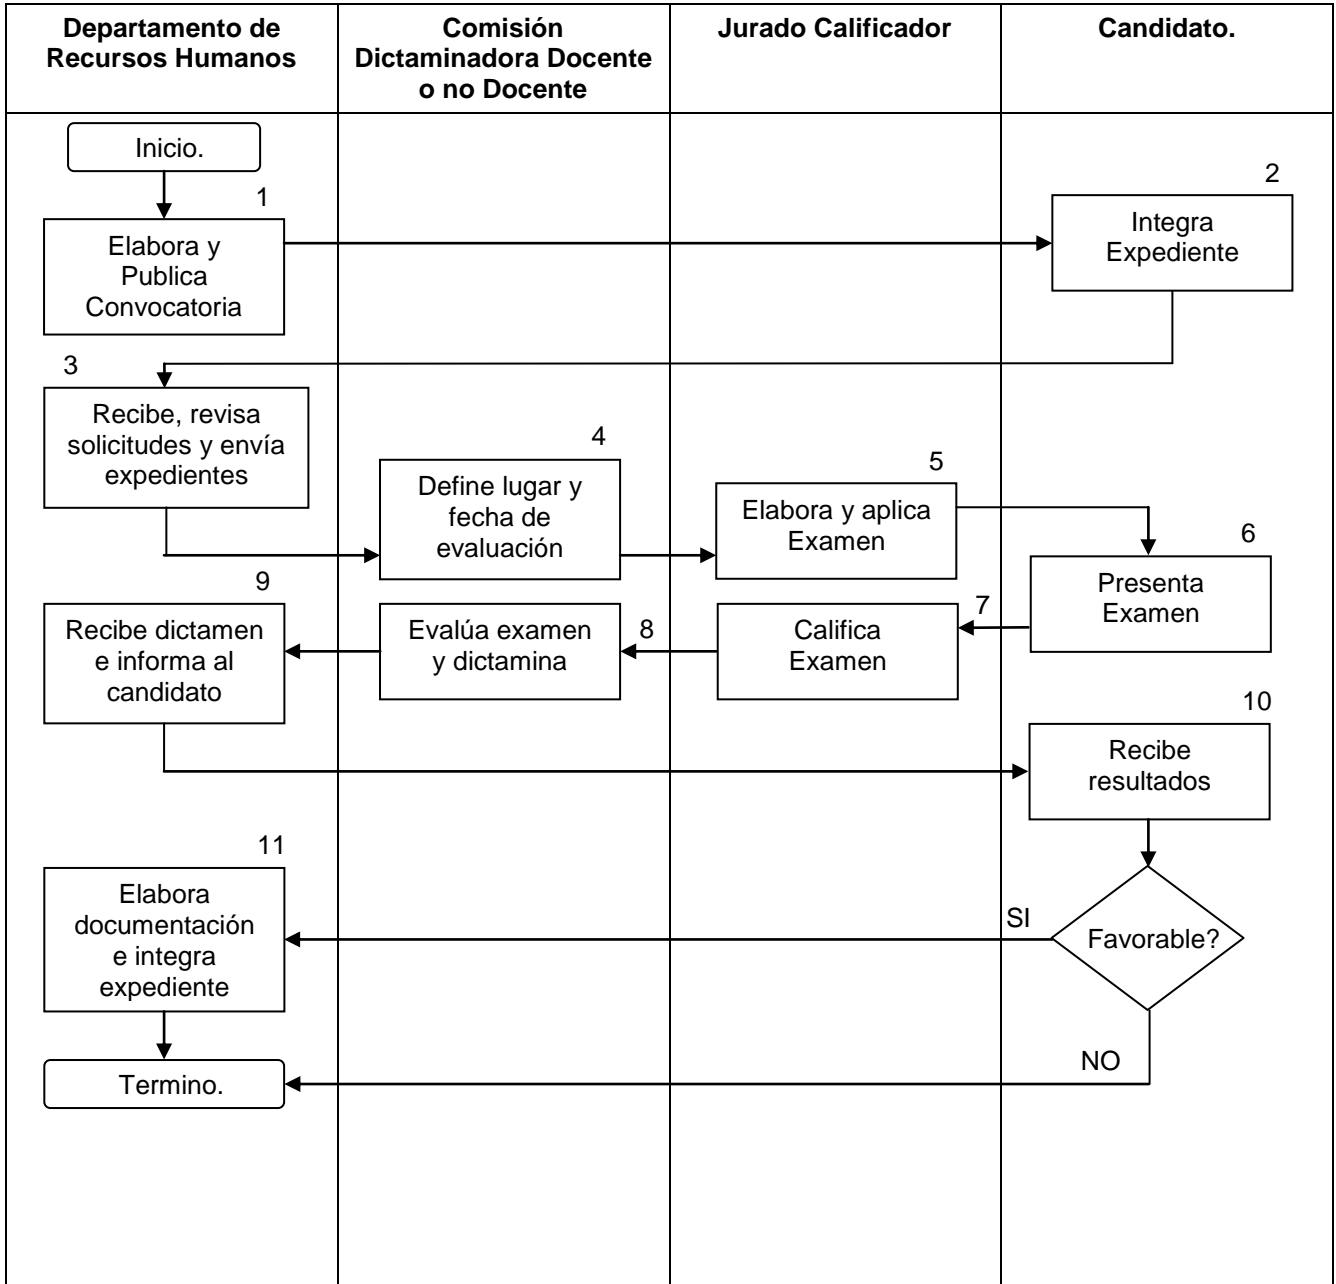 Departamento de
Recursos Humanos
Comisión
Dictaminadora Docente
o no Docente
Jurado Calificador
Candidato.
Inicio.
1
Elabora y
Publica
Convocatoria
2
Integra
Expediente
3
Recibe, revisa
solicitudes y envía
expedientes
4
Define lugar y
fecha de
evaluación
5
Elabora y aplica
Examen
6
Presenta
Examen
7
Califica
Examen
8
Evalúa examen
y dictamina
9
Recibe dictamen
e informa al
candidato
10
Recibe
resultados
Favorable?
SI
11
Elabora
documentación
e integra
expediente
NO
Termino.